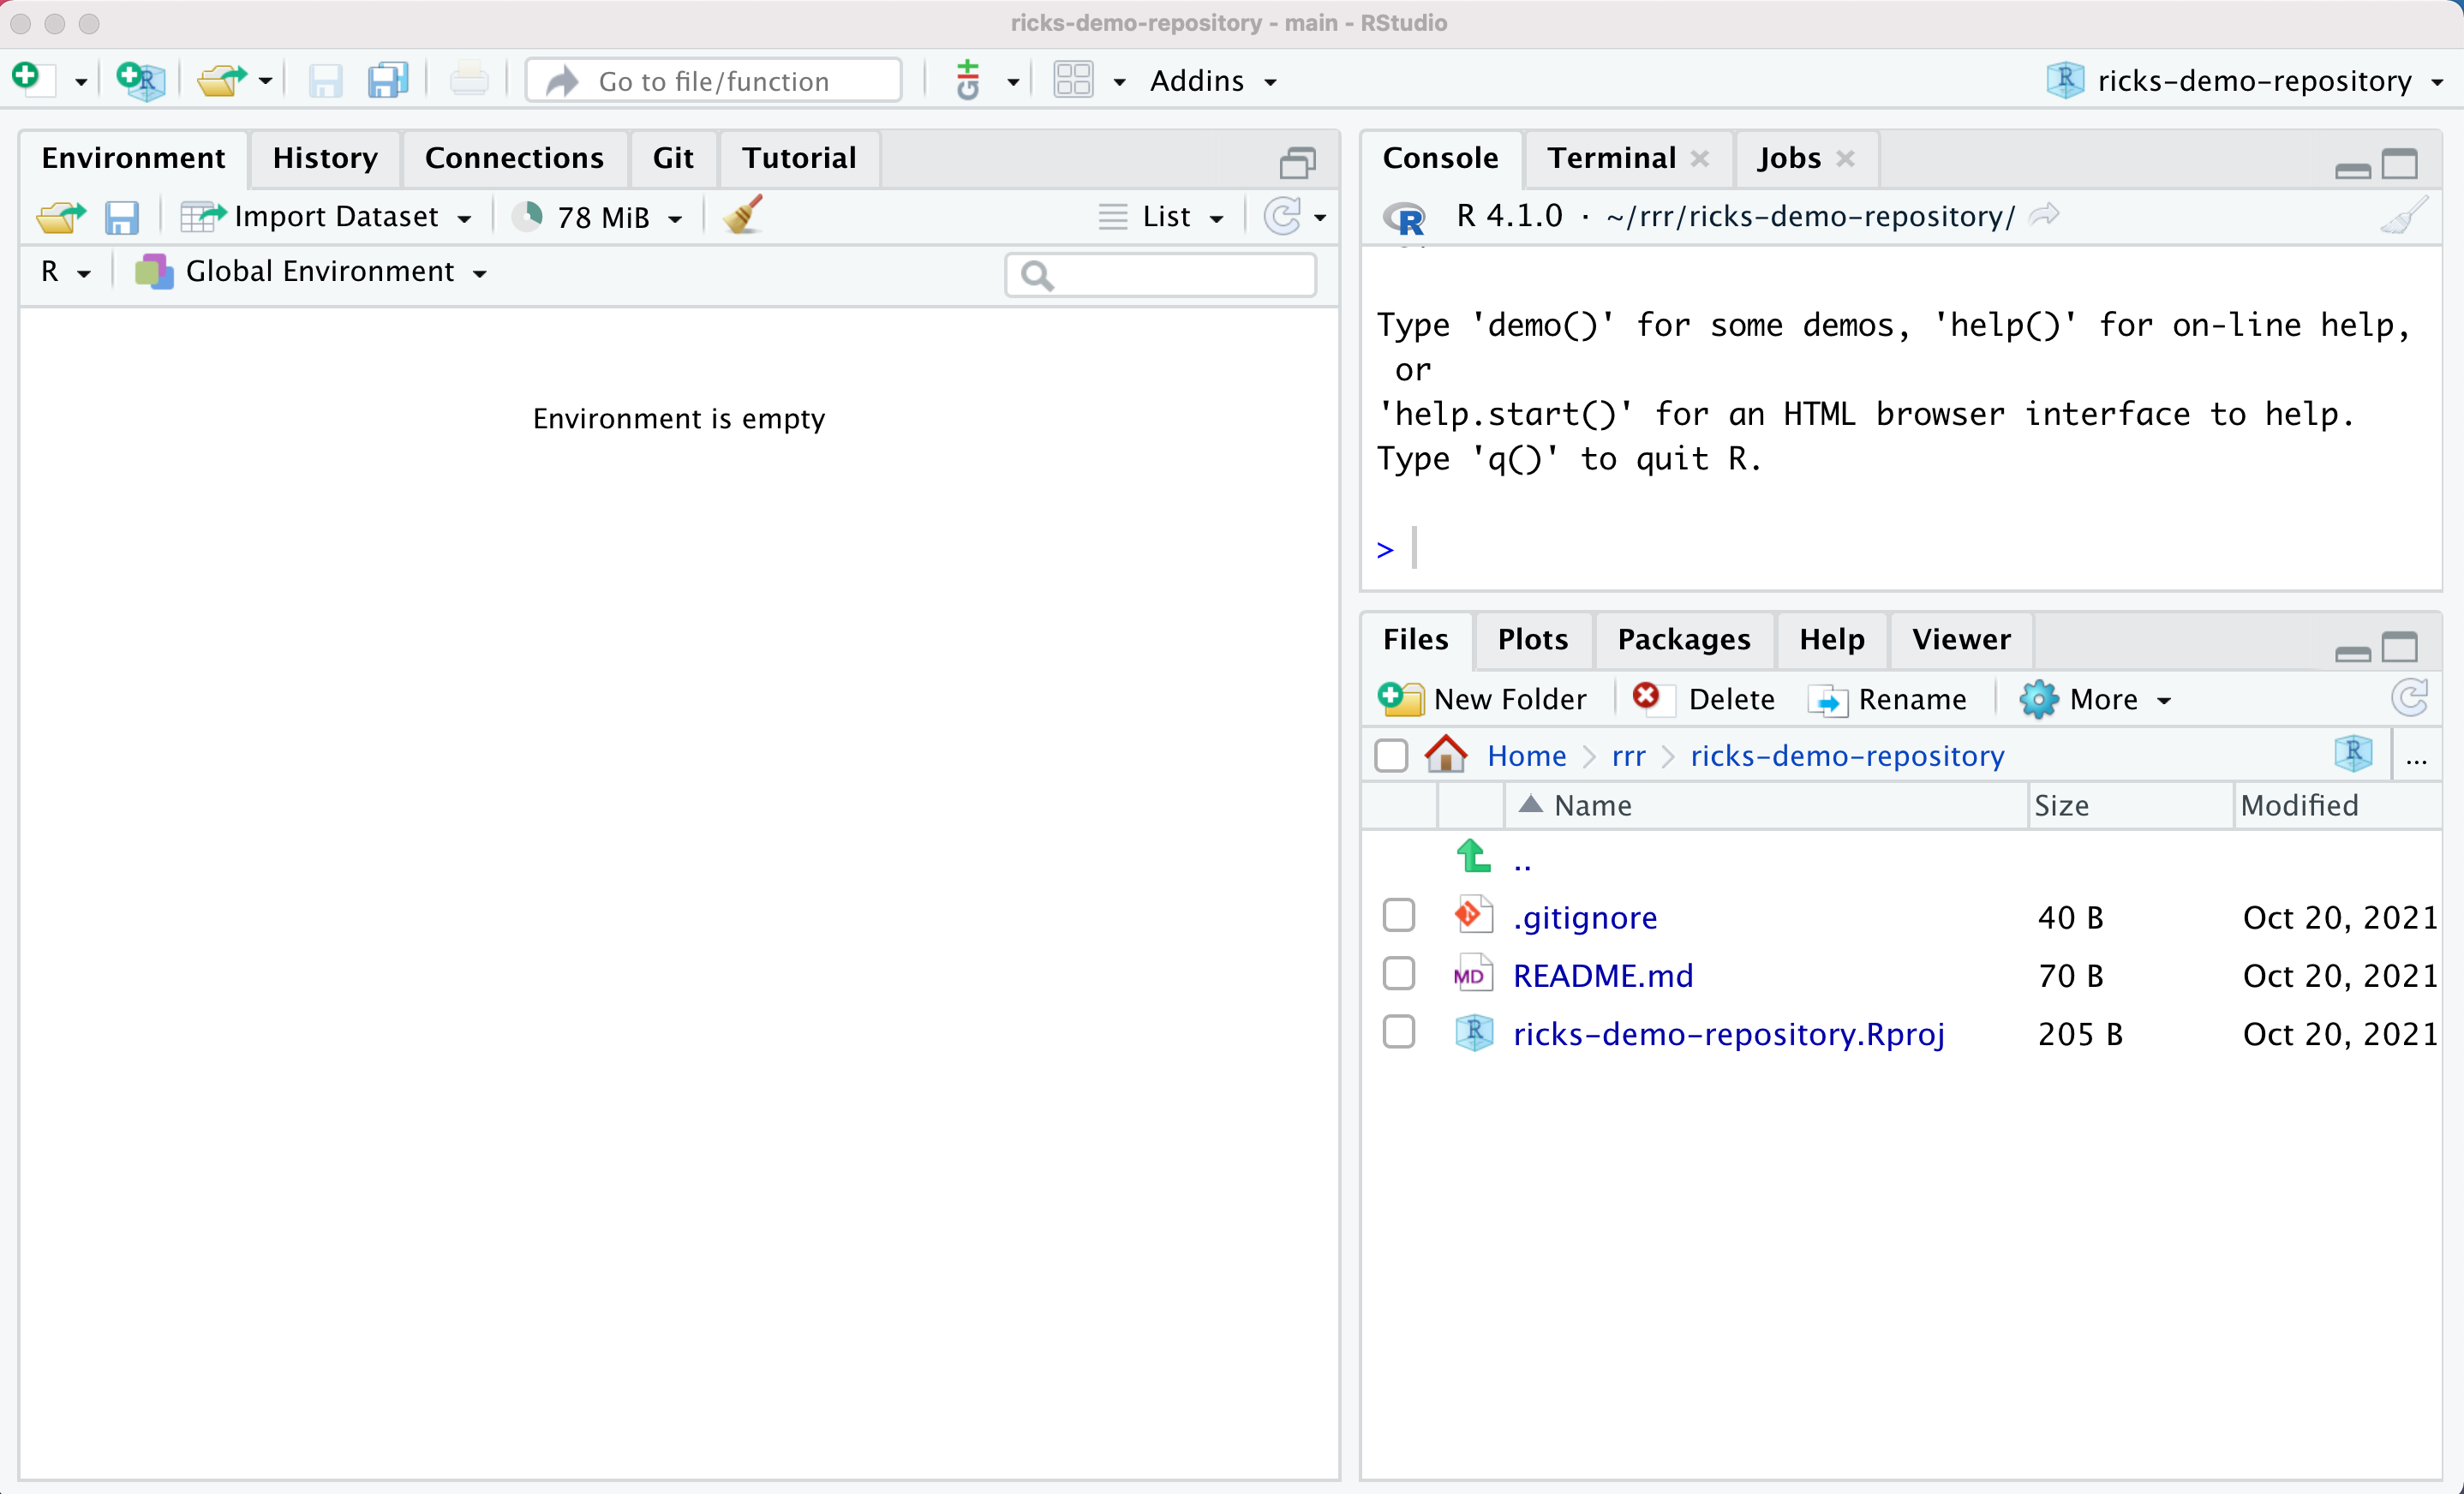 ricks-demo-repository - main - RStudio
Go to file/function
Addins
ricks-demo-repository
Environment History Connections Git Tutorial
Import Dataset 78 MiB List
R Global Environment
Environment is empty
Console Terminal Jobs
R 4.1.0 · ~/rrr/ricks-demo-repository/
Type 'demo()' for some demos, 'help()' for on-line help,
or
'help.start()' for an HTML browser interface to help.
Type 'q()' to quit R.
>
Files Plots Packages Help Viewer
New Folder Delete Rename More
Home rrr ricks-demo-repository ...
Name Size Modified
..
.gitignore 40 B Oct 20, 2021
README.md 70 B Oct 20, 2021
ricks-demo-repository.Rproj 205 B Oct 20, 2021